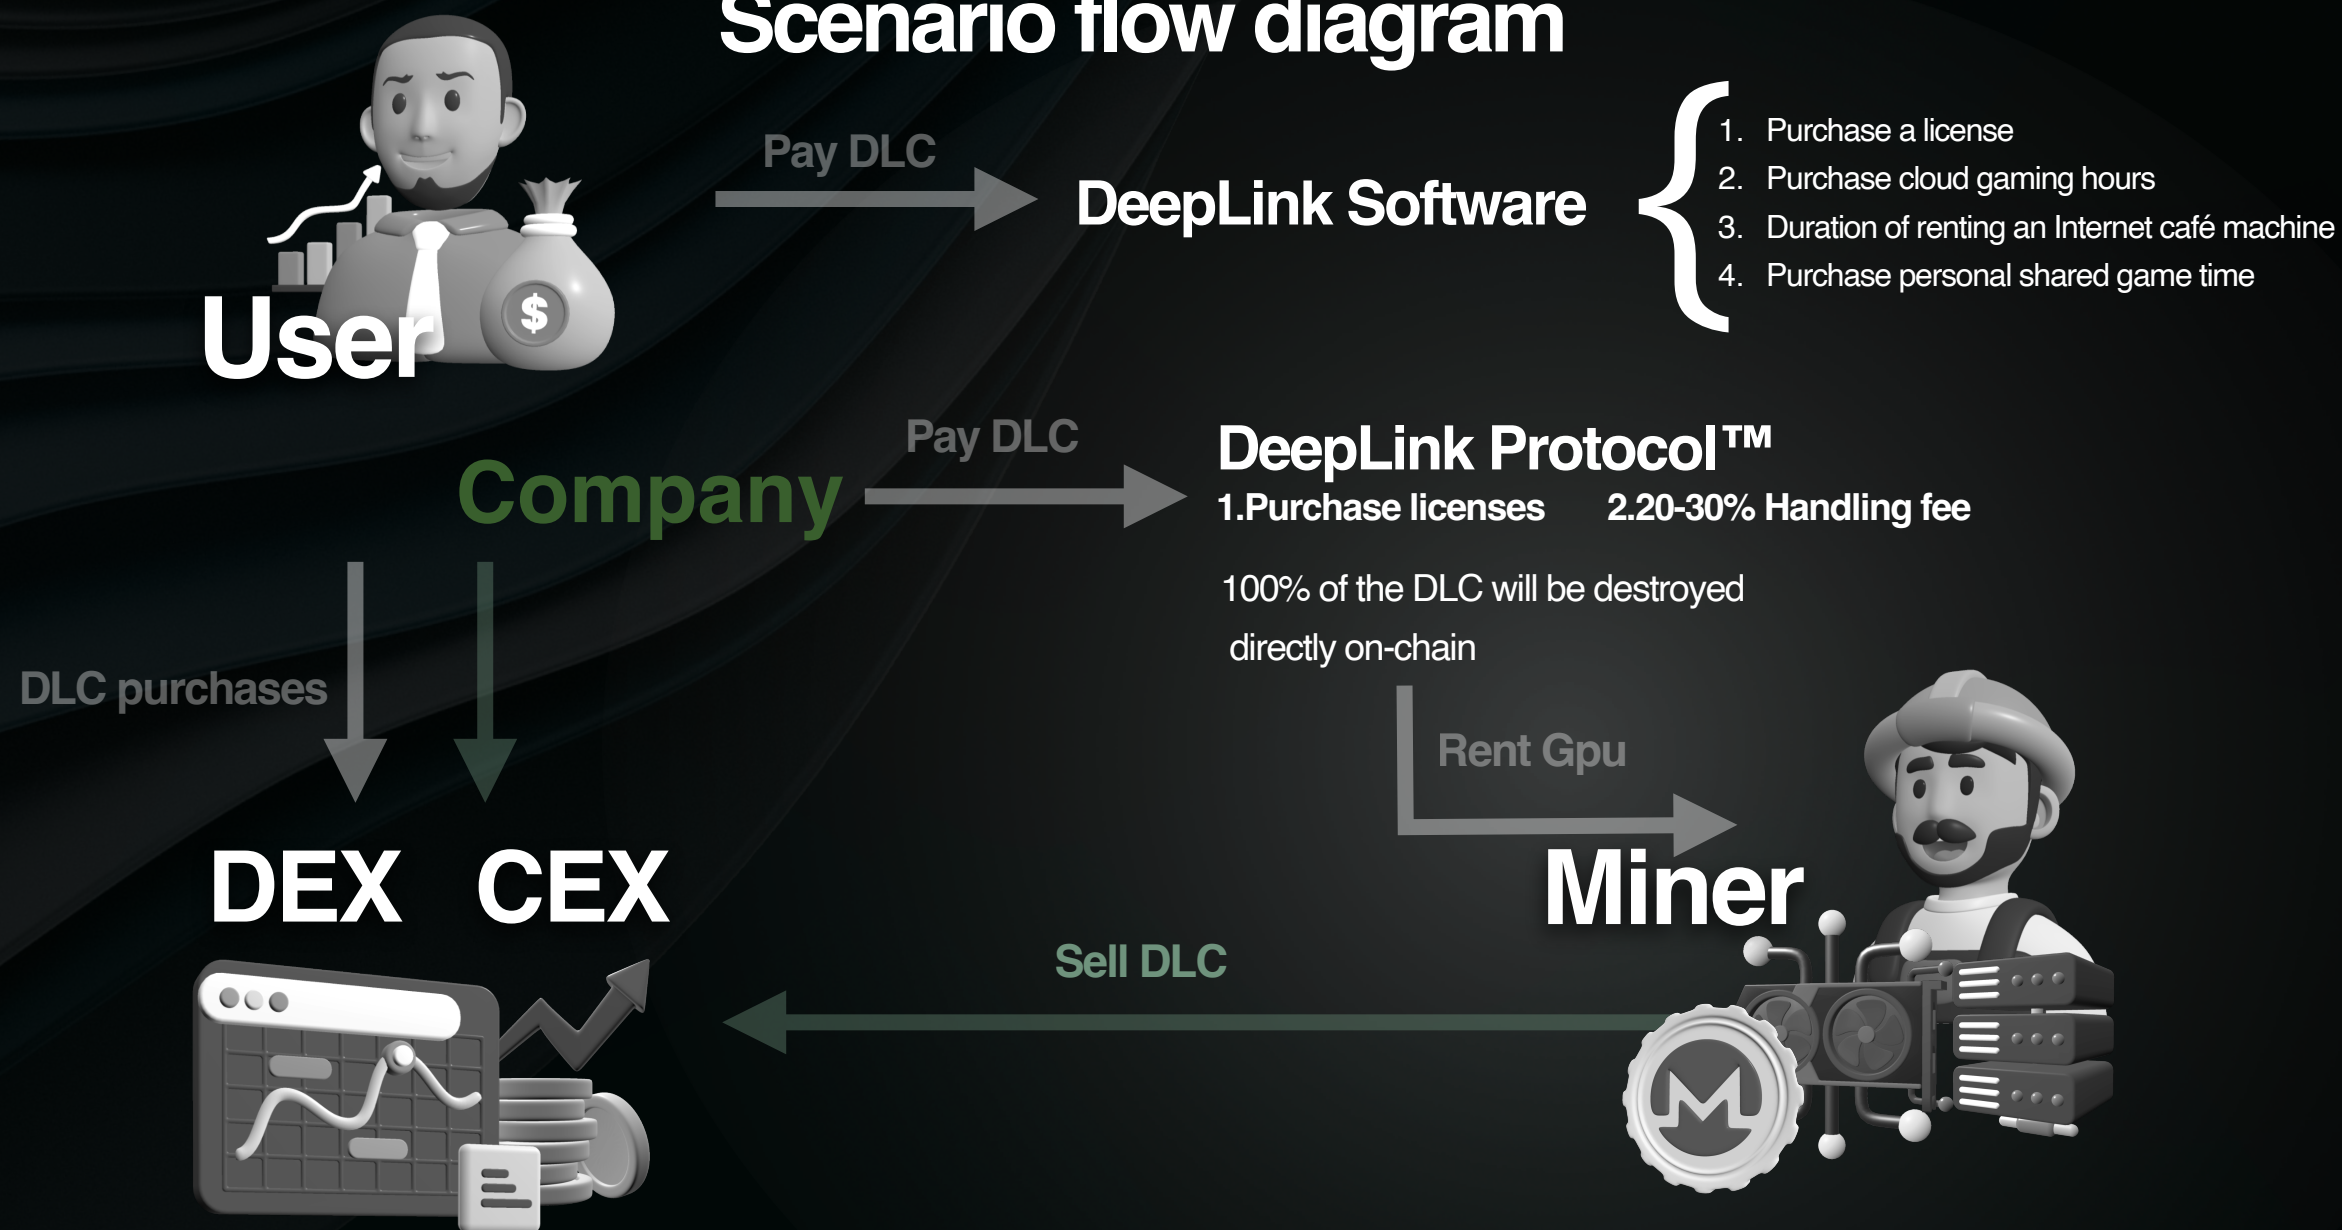 Scenario flow diagram
Pay DLC
DeepLink Software
1. Purchase a license
2. Purchase cloud gaming hours
3. Duration of renting an Internet café machine
4. Purchase personal shared game time
$
User
Pay DLC
Company
DeepLink Protocol™
1.Purchase licenses 2.20-30% Handling fee
100% of the DLC will be destroyed
directly on-chain
DLC purchases
Rent Gpu
DEX CEX
Miner
Sell DLC